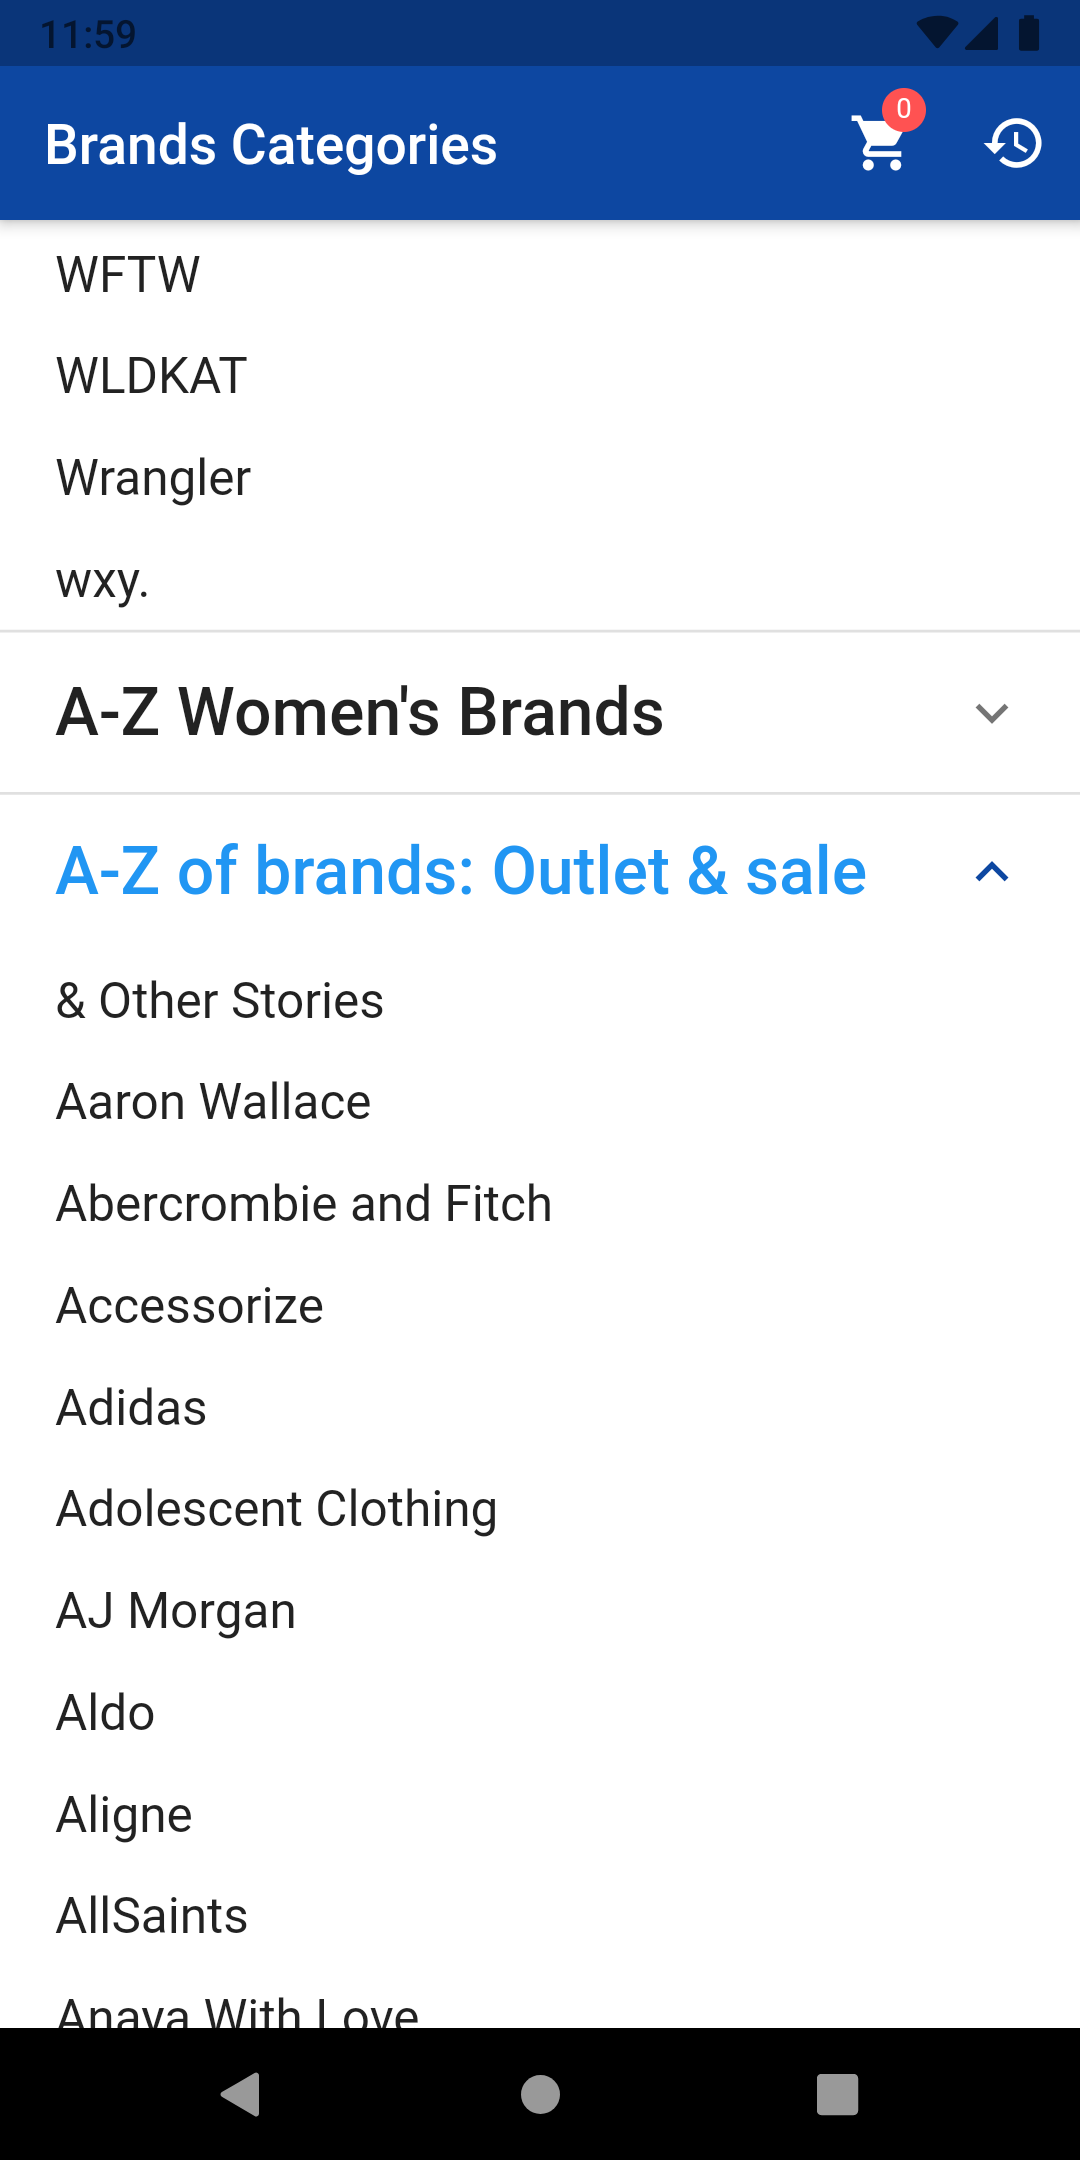 11:59
Brands Categories
0
WFTW
WLDKAT
Wrangler
wxy.
A-Z Women's Brands
A-Z of brands: Outlet & sale
& Other Stories
Aaron Wallace
Abercrombie and Fitch
Accessorize
Adidas
Adolescent Clothing
AJ Morgan
Aldo
Aligne
AllSaints
Anaya With Love